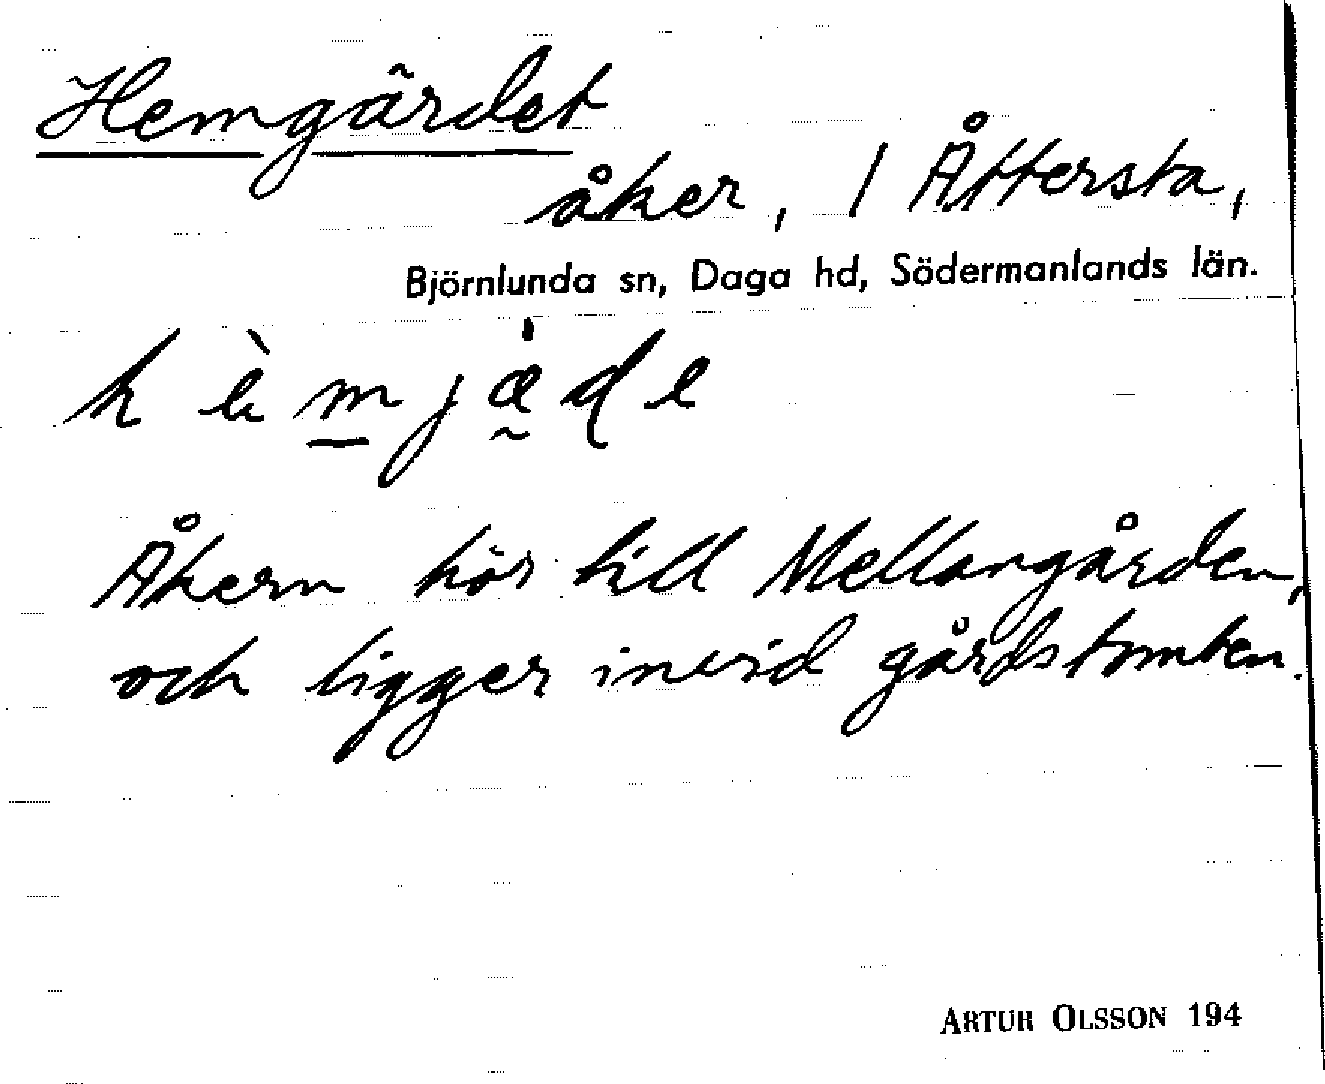 Hemgärdet
åker, / Åttersta,
Björnlunda sn, Daga hd, Södermanlands län.
Åkern hör till Mellangården,
och ligger invid gårdstomten.
ARTUR OLSSON 194